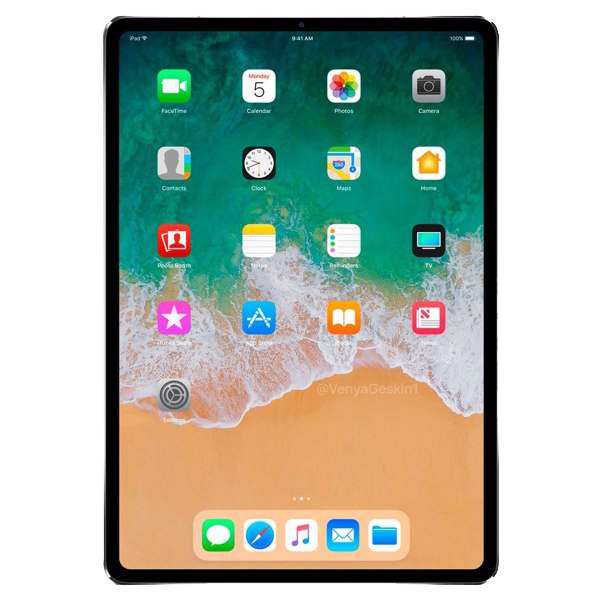 iPad 9:41 AM 100%
Monday
5
FaceTime Calendar Photos Camera
280
Contacts Clock Maps Home
Photo Booth Notes Reminders TV
iTunes Store App Store iBooks News
@VenyaGeskin1
Settings